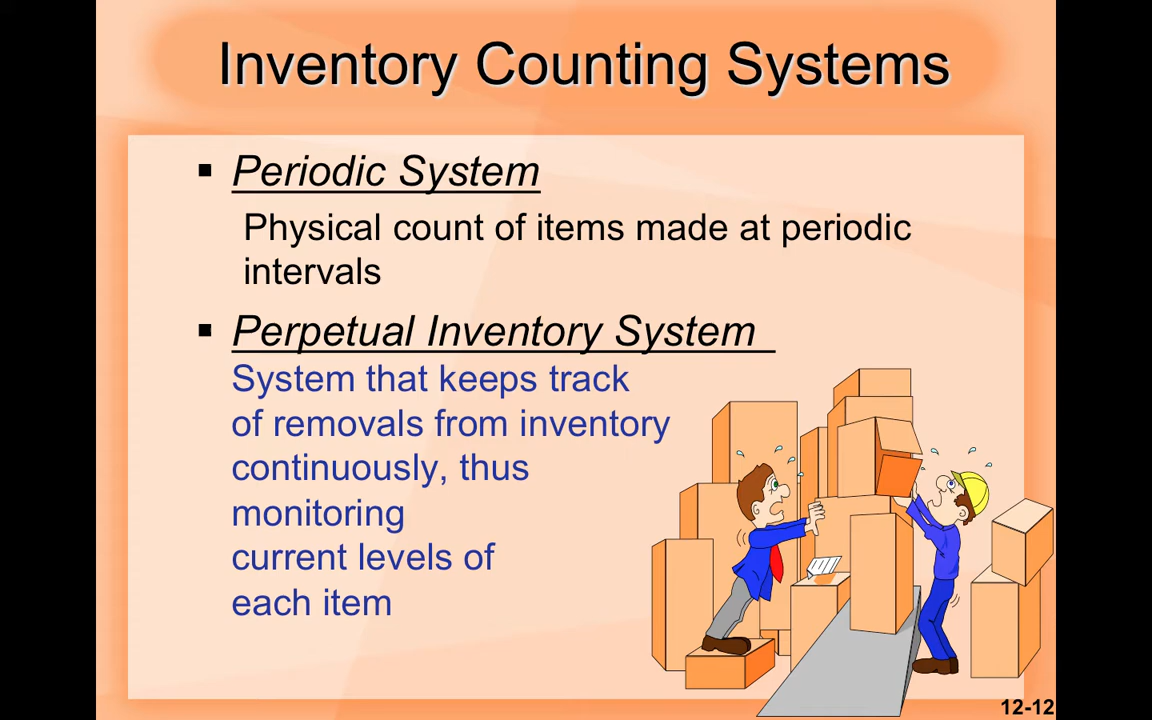 Inventory Counting Systems
▪ Periodic System
Physical count of items made at periodic
intervals
▪ Perpetual Inventory System
System that keeps track
of removals from inventory
continuously, thus
monitoring
current levels of
each item
12-12